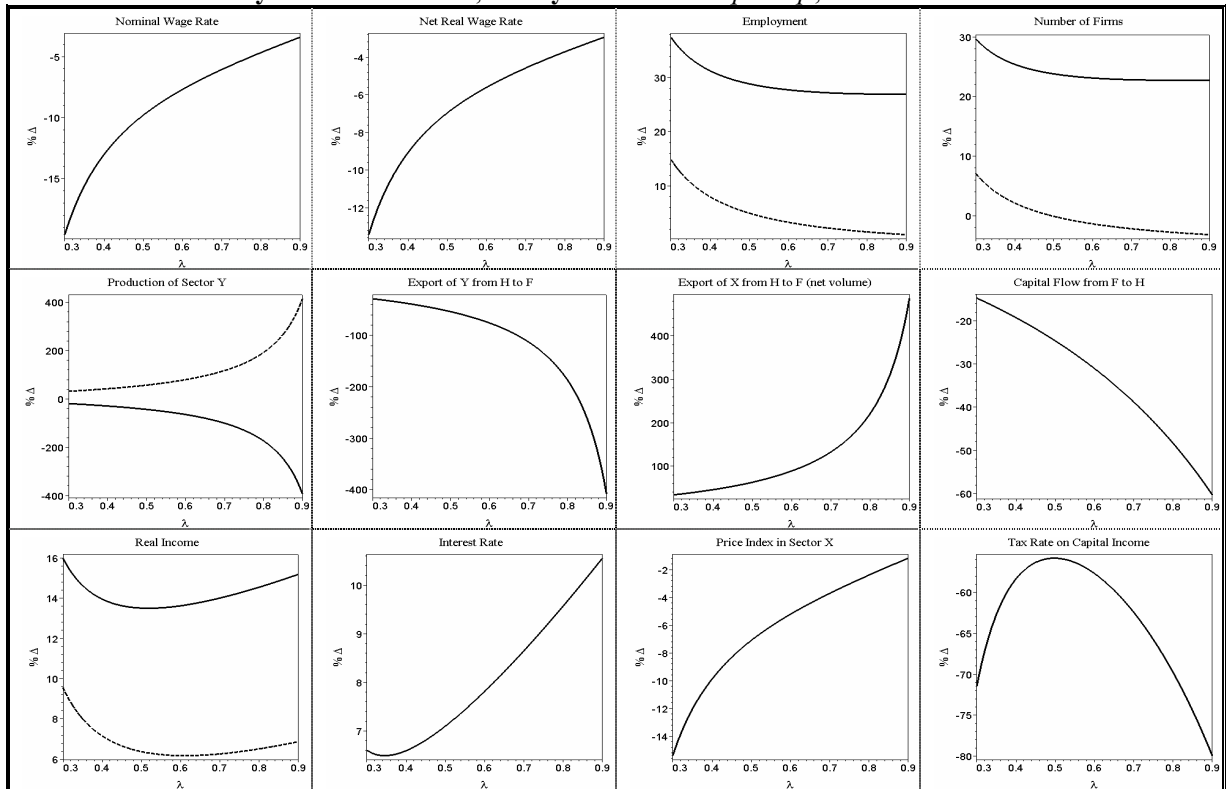 Nominal Wage Rate
-5
-10
-15
% Δ
0.3 0.4 0.5 0.6 0.7 0.8 0.9
λ
Net Real Wage Rate
-4
-6
-8
-10
-12
% Δ
0.3 0.4 0.5 0.6 0.7 0.8 0.9
λ
Employment
30
20
10
% Δ
0.3 0.4 0.5 0.6 0.7 0.8 0.9
λ
Number of Firms
30
20
10
0
% Δ
0.3 0.4 0.5 0.6 0.7 0.8 0.9
λ
Production of Sector Y
400
200
0
-200
-400
% Δ
0.3 0.4 0.5 0.6 0.7 0.8 0.9
λ
Export of Y from H to F
-100
-200
-300
-400
% Δ
0.3 0.4 0.5 0.6 0.7 0.8 0.9
λ
Export of X from H to F (net volume)
400
300
200
100
% Δ
0.3 0.4 0.5 0.6 0.7 0.8 0.9
λ
Capital Flow from F to H
-20
-30
-40
-50
-60
% Δ
0.3 0.4 0.5 0.6 0.7 0.8 0.9
λ
Real Income
16
14
12
10
8
6
% Δ
0.3 0.4 0.5 0.6 0.7 0.8 0.9
λ
Interest Rate
10
9
8
7
% Δ
0.3 0.4 0.5 0.6 0.7 0.8 0.9
λ
Price Index in Sector X
-2
-4
-6
-8
-10
-12
-14
% Δ
0.3 0.4 0.5 0.6 0.7 0.8 0.9
λ
Tax Rate on Capital Income
-60
-65
-70
-75
-80
% Δ
0.3 0.4 0.5 0.6 0.7 0.8 0.9
λ